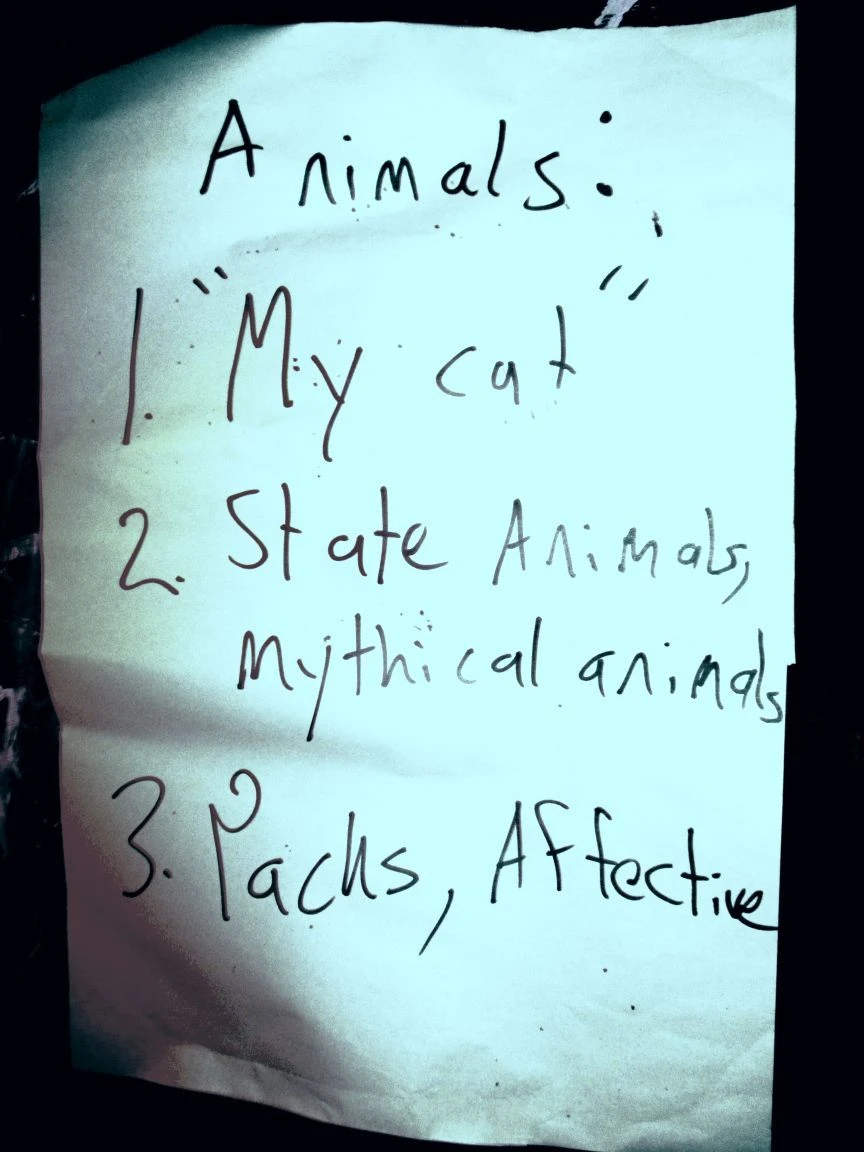 Animals:
1. "My cat"
2. State Animals,
mythical animals
3. Packs, Affective